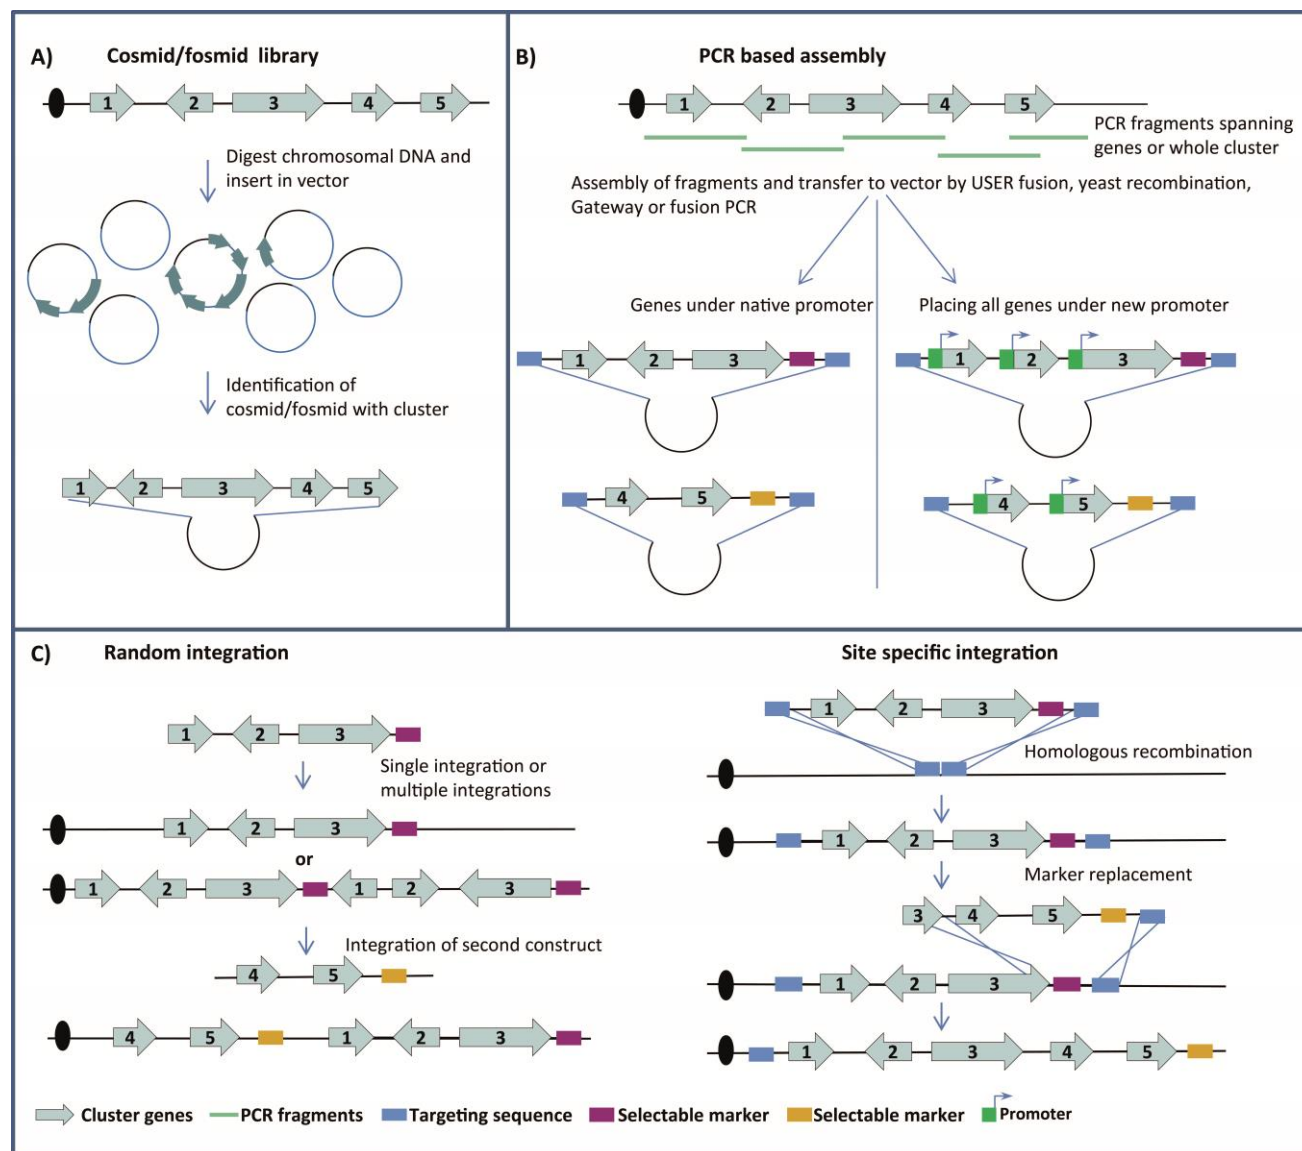 A) Cosmid/fosmid library
1 2 3 4 5
Digest chromosomal DNA and
insert in vector
Identification of
cosmid/fosmid with cluster
1 2 3 4 5
B) PCR based assembly
1 2 3 4 5
PCR fragments spanning
genes or whole cluster
Assembly of fragments and transfer to vector by USER fusion, yeast recombination,
Gateway or fusion PCR
Genes under native promoter
1 2 3
4 5
Placing all genes under new promoter
1 2 3
4 5
C) Random integration
1 2 3
Single integration or
multiple integrations
1 2 3
or
1 2 3 1 2 3
Integration of second construct
4 5
4 5 1 2 3
Site specific integration
1 2 3
Homologous recombination
1 2 3
Marker replacement
3 4 5
1 2 3
1 2 3 4 5
Cluster genes PCR fragments Targeting sequence Selectable marker Selectable marker Promoter